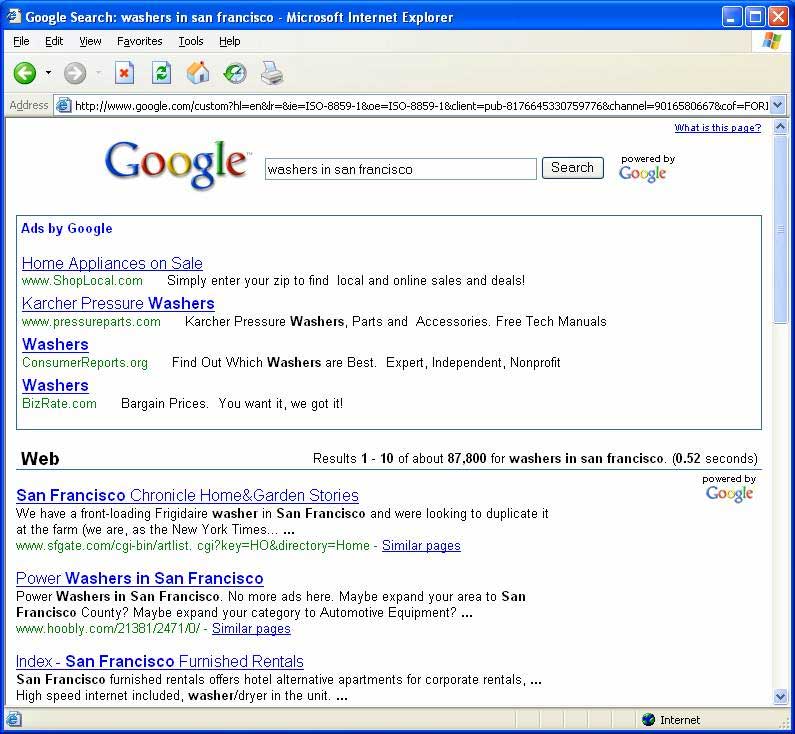 Google Search: washers in san francisco - Microsoft Internet Explorer
File Edit View Favorites Tools Help
Address http://www.google.com/custom?hl=en&lr=&ie=ISO-8859-1&oe=ISO-8859-1&client=pub-8176645330759776&channel=9016580667&cof=FORI
What is this page?
Google™ washers in san francisco Search powered by Google
Ads by Google
Home Appliances on Sale
www.ShopLocal.com Simply enter your zip to find local and online sales and deals!
Karcher Pressure Washers
www.pressureparts.com Karcher Pressure Washers, Parts and Accessories. Free Tech Manuals
Washers
ConsumerReports.org Find Out Which Washers are Best. Expert, Independent, Nonprofit
Washers
BizRate.com Bargain Prices. You want it, we got it!
Web Results 1 - 10 of about 87,800 for washers in san francisco. (0.52 seconds)
powered by
Google
San Francisco Chronicle Home&Garden Stories
We have a front-loading Frigidaire washer in San Francisco and were looking to duplicate it
at the farm (we are, as the New York Times... ...
www.sfgate.com/cgi-bin/artlist. cgi?key=HO&directory=Home - Similar pages
Power Washers in San Francisco
Power Washers in San Francisco. No more ads here. Maybe expand your area to San
Francisco County? Maybe expand your category to Automotive Equipment? ...
www.hoobly.com/21381/2471/0/ - Similar pages
Index - San Francisco Furnished Rentals
San Francisco furnished rentals offers hotel alternative apartments for corporate rentals, ...
High speed internet included, washer/dryer in the unit. ...
Internet